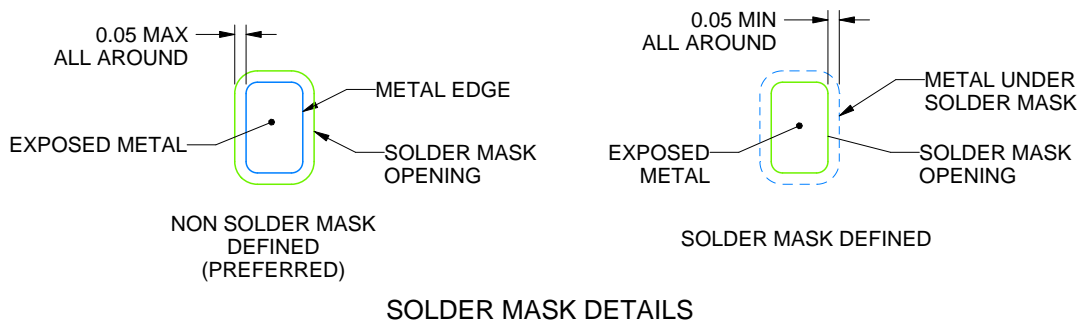 0.05 MAX
ALL AROUND
METAL EDGE
EXPOSED METAL
SOLDER MASK
OPENING
NON SOLDER MASK
DEFINED
(PREFERRED)
0.05 MIN
ALL AROUND
METAL UNDER
SOLDER MASK
EXPOSED
METAL
SOLDER MASK
OPENING
SOLDER MASK DEFINED
SOLDER MASK DETAILS